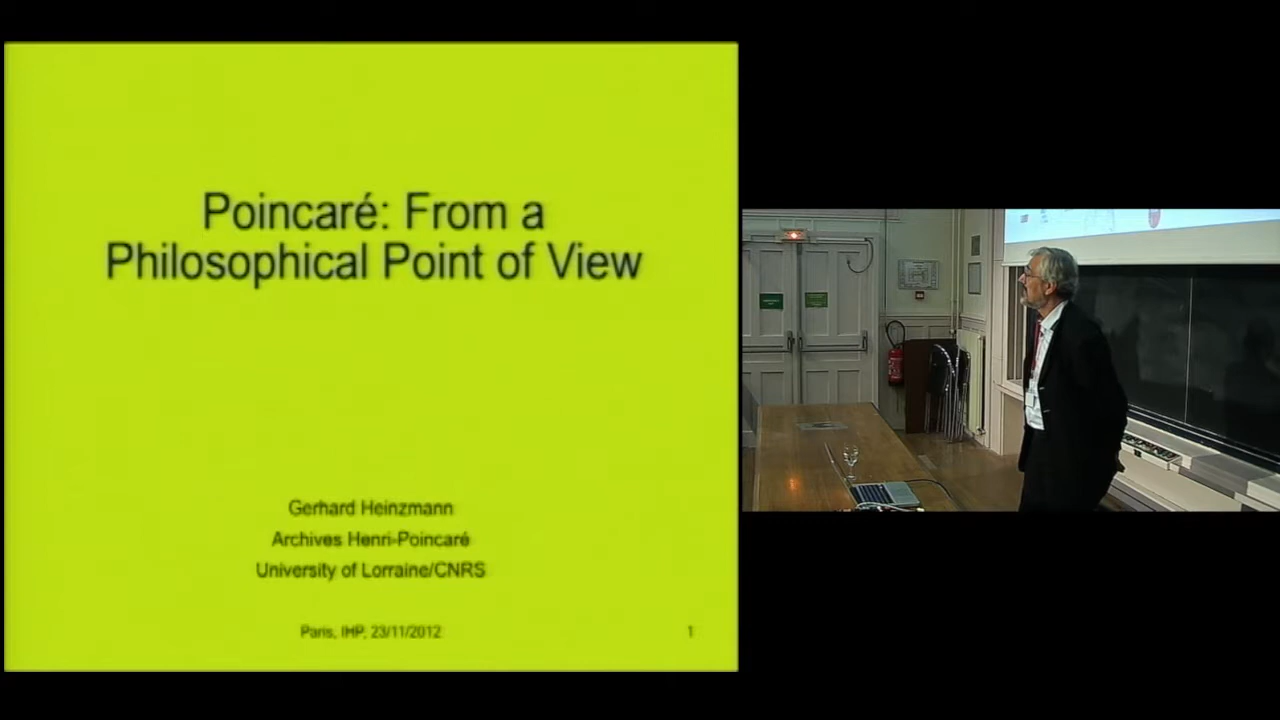 Poincaré: From a
Philosophical Point of View
Gerhard Heinzmann
Archives Henri-Poincaré
University of Lorraine/CNRS
Paris, IHP, 23/11/2012
1